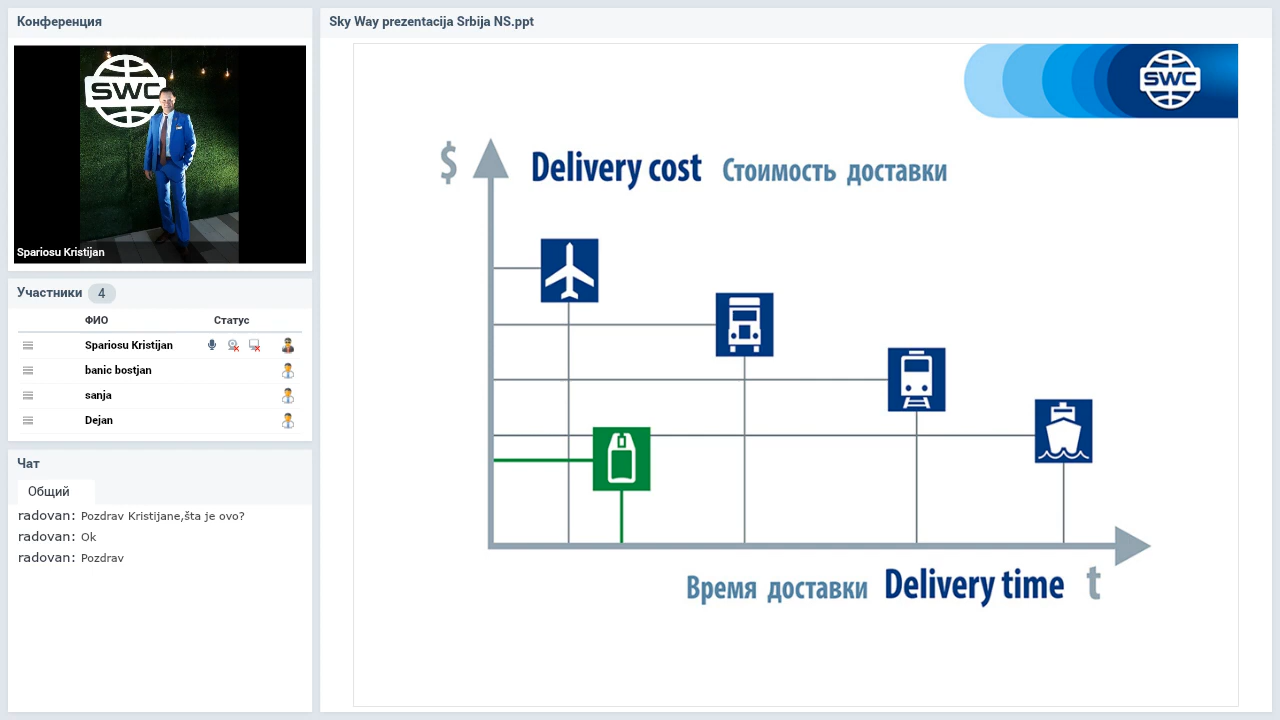 Конференция
SWC
Spariosu Kristijan
Участники 4
ФИО Статус
Spariosu Kristijan
banic bostjan
sanja
Dejan
Чат
Общий
radovan: Pozdrav Kristijane,šta je ovo?
radovan: Ok
radovan: Pozdrav
Sky Way prezentacija Srbija NS.ppt
SWC
$ Delivery cost Стоимость доставки
Время доставки Delivery time t